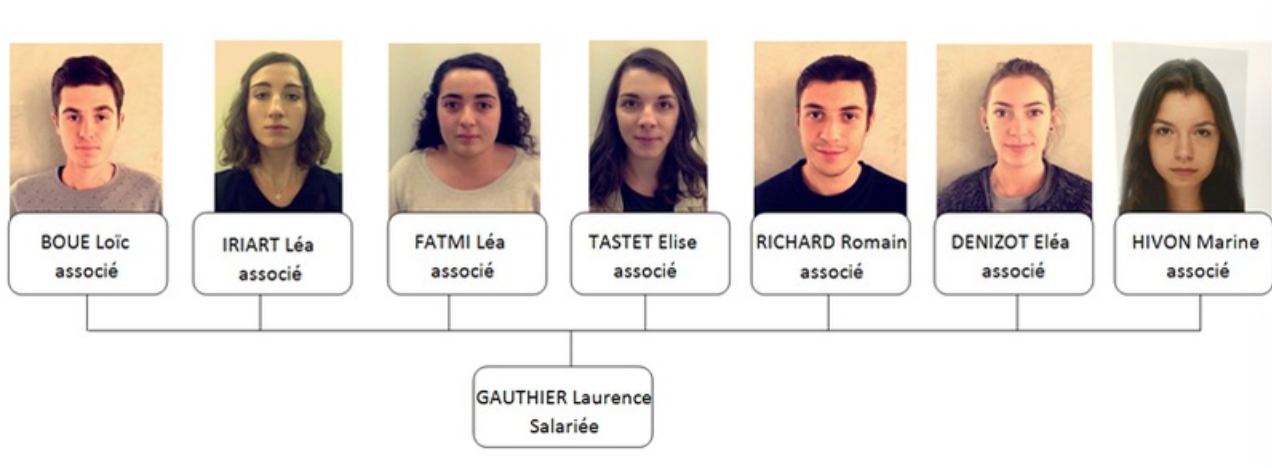 BOUE Loïc
associé
IRIART Léa
associé
FATMI Léa
associé
TASTET Elise
associé
RICHARD Romain
associé
DENIZOT Eléa
associé
HIVON Marine
associé
GAUTHIER Laurence
Salariée